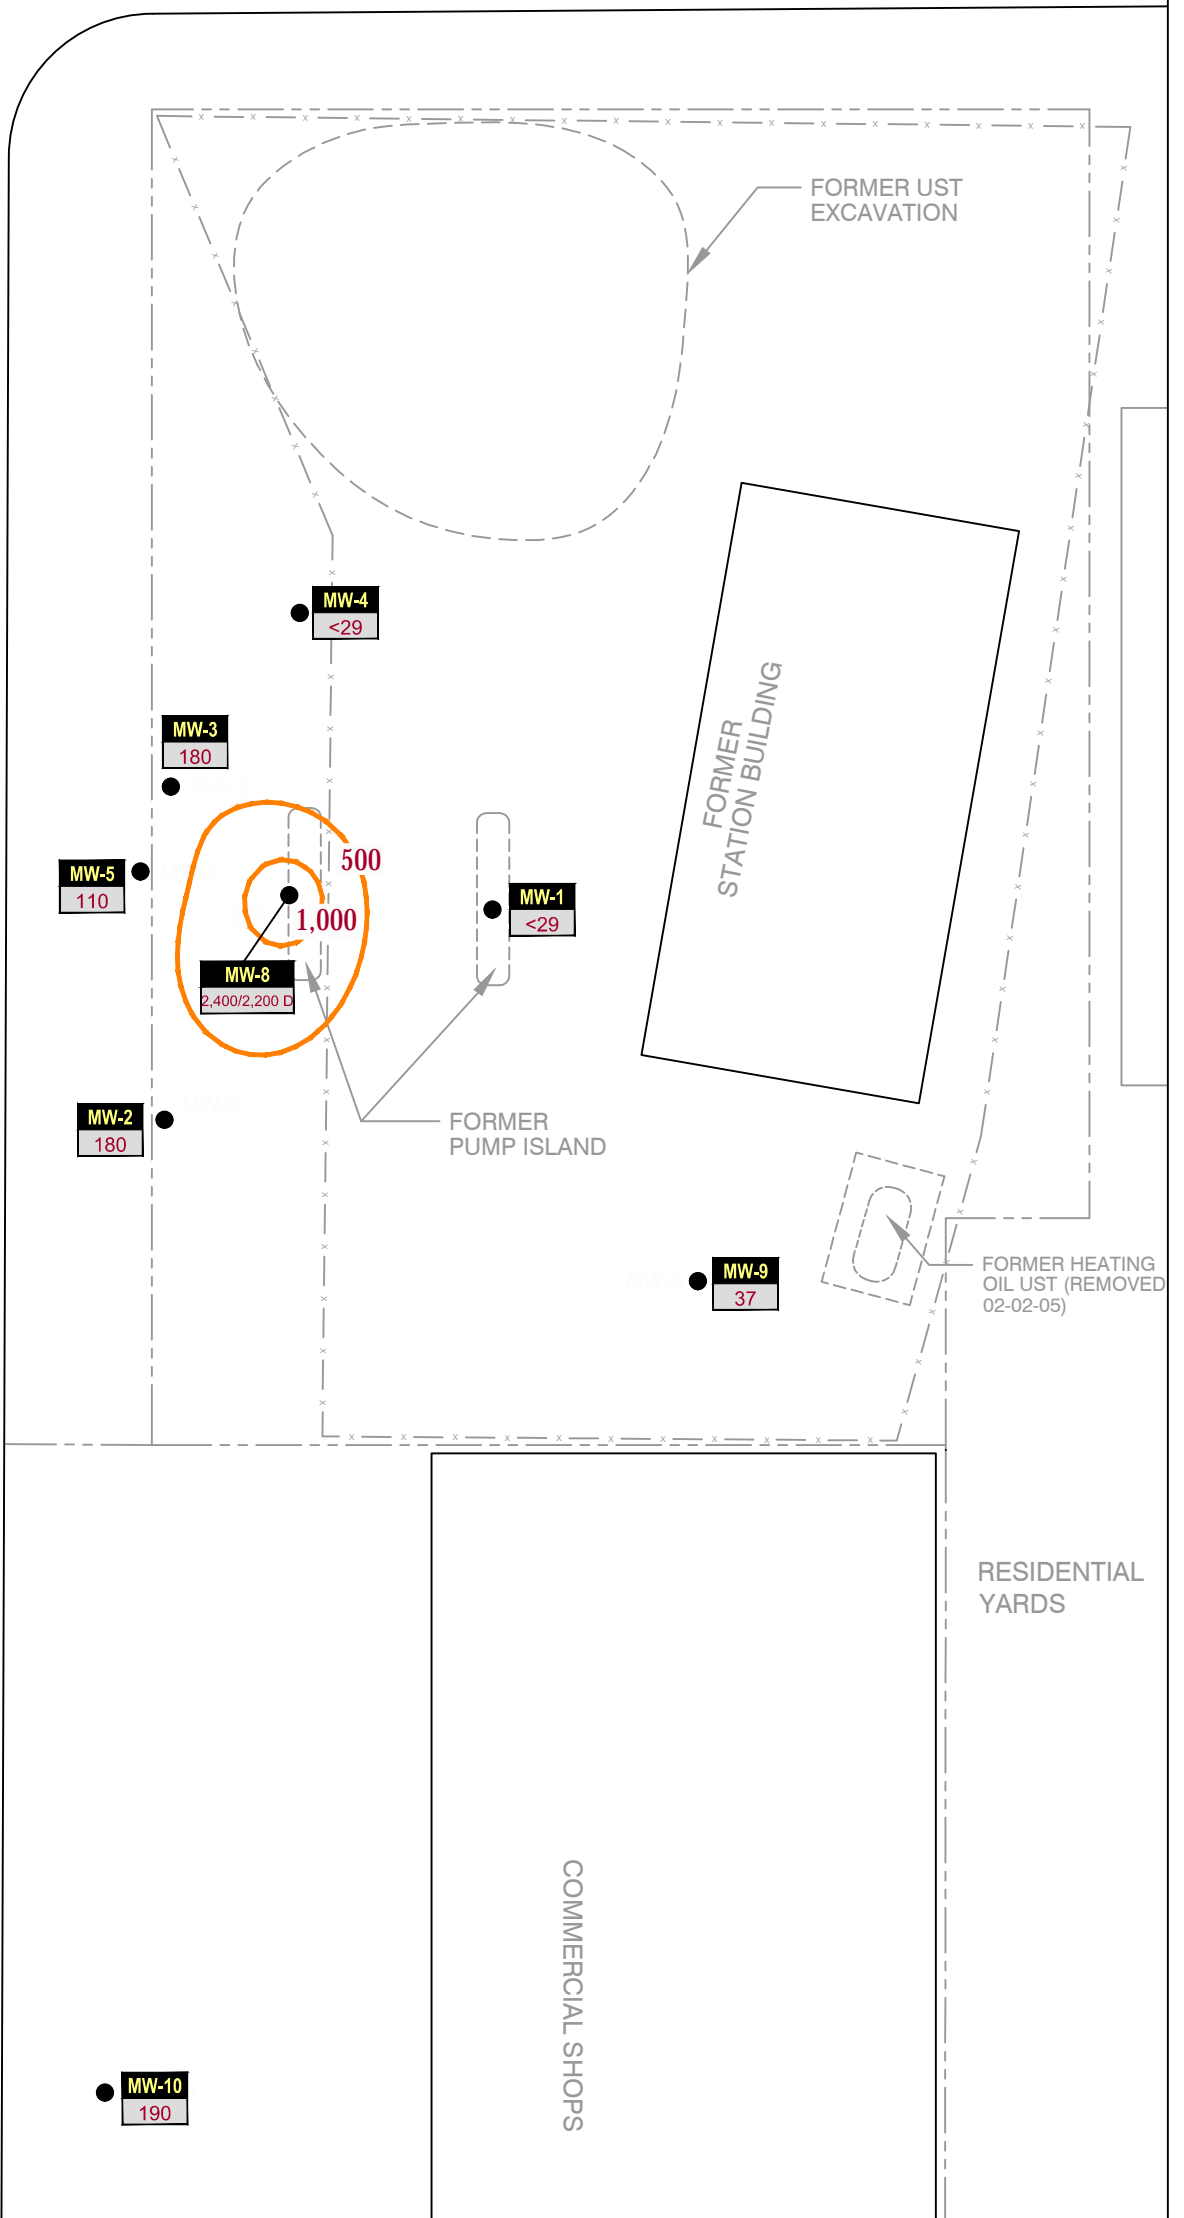 FORMER UST
EXCAVATION
MW-4
<29
MW-3
180
FORMER
STATION BUILDING
500
MW-5
110
MW-1
<29
1,000
MW-8
2,400/2,200 D
MW-2
180
FORMER
PUMP ISLAND
MW-9
37
FORMER HEATING
OIL UST (REMOVED
02-02-05)
RESIDENTIAL
YARDS
COMMERCIAL SHOPS
MW-10
190